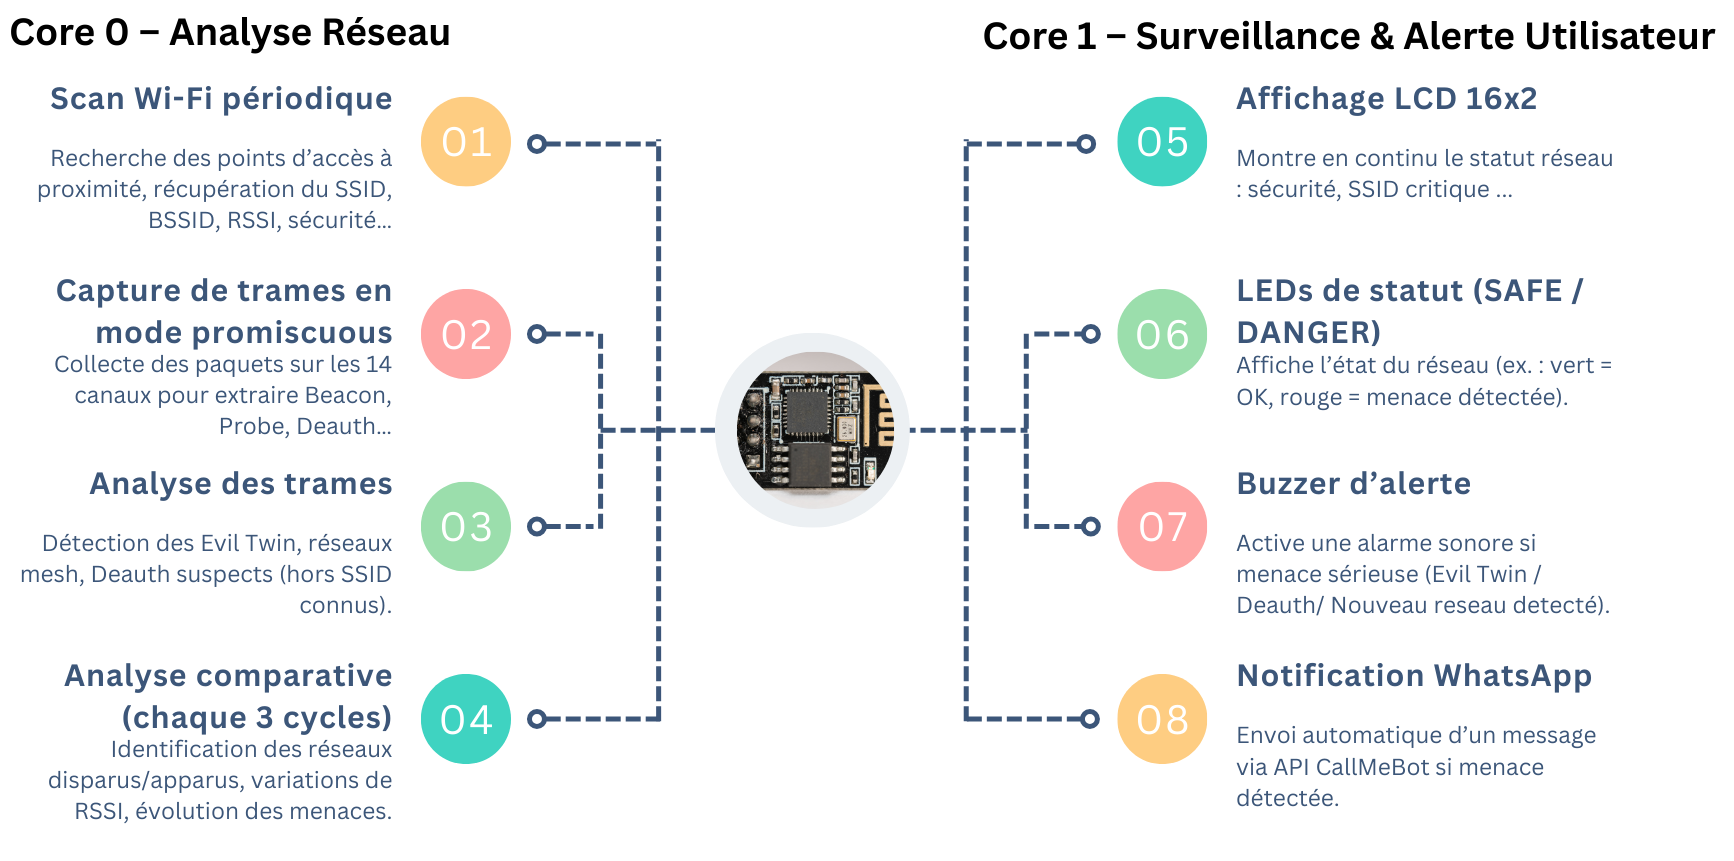 Core 0 – Analyse Réseau
Scan Wi-Fi périodique
01
Recherche des points d’accès à
proximité, récupération du SSID,
BSSID, RSSI, sécurité...
Capture de trames en
mode promiscuous
02
Collecte des paquets sur les 14
canaux pour extraire Beacon,
Probe, Deauth...
Analyse des trames
03
Détection des Evil Twin, réseaux
mesh, Deauth suspects (hors SSID
connus).
Analyse comparative
(chaque 3 cycles)
04
Identification des réseaux
disparus/apparus, variations de
RSSI, évolution des menaces.
Core 1 – Surveillance & Alerte Utilisateur
05
Affichage LCD 16x2
Montre en continu le statut réseau
: sécurité, SSID critique ...
06
LEDs de statut (SAFE /
DANGER)
Affiche l’état du réseau (ex. : vert =
OK, rouge = menace détectée).
07
Buzzer d’alerte
Active une alarme sonore si
menace sérieuse (Evil Twin /
Deauth/ Nouveau reseau detecté).
08
Notification WhatsApp
Envoi automatique d’un message
via API CallMeBot si menace
détectée.